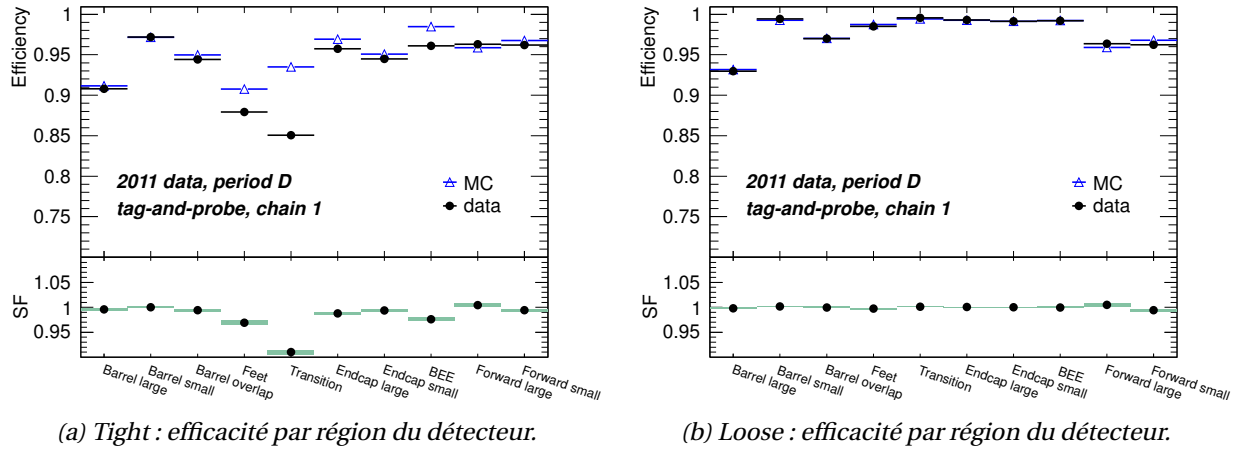 Efficiency
1
0.95
0.9
0.85
0.8
0.75
2011 data, period D
tag-and-probe, chain 1
MC
data
SF
1.05
1
0.95
Barrel large
Barrel small
Barrel overlap
Feet
Transition
Endcap large
Endcap small
BEE
Forward large
Forward small
(a) Tight : efficacité par région du détecteur.
Efficiency
1
0.95
0.9
0.85
0.8
0.75
2011 data, period D
tag-and-probe, chain 1
MC
data
SF
1.05
1
0.95
Barrel large
Barrel small
Barrel overlap
Feet
Transition
Endcap large
Endcap small
BEE
Forward large
Forward small
(b) Loose : efficacité par région du détecteur.